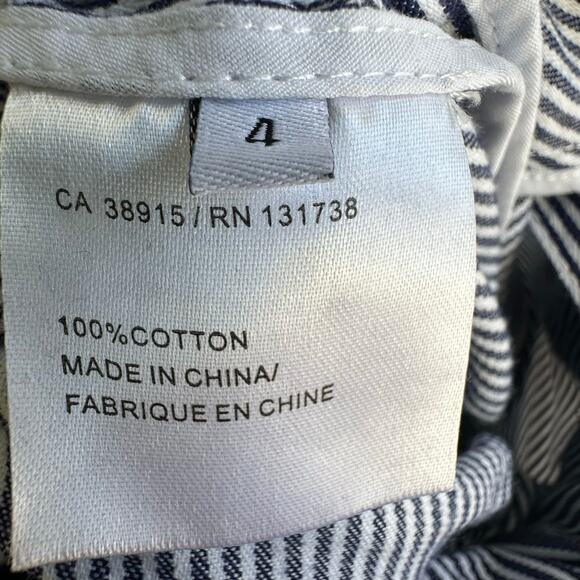 4
CA 38915 / RN 131738
100%COTTON
MADE IN CHINA/
FABRIQUE EN CHINE